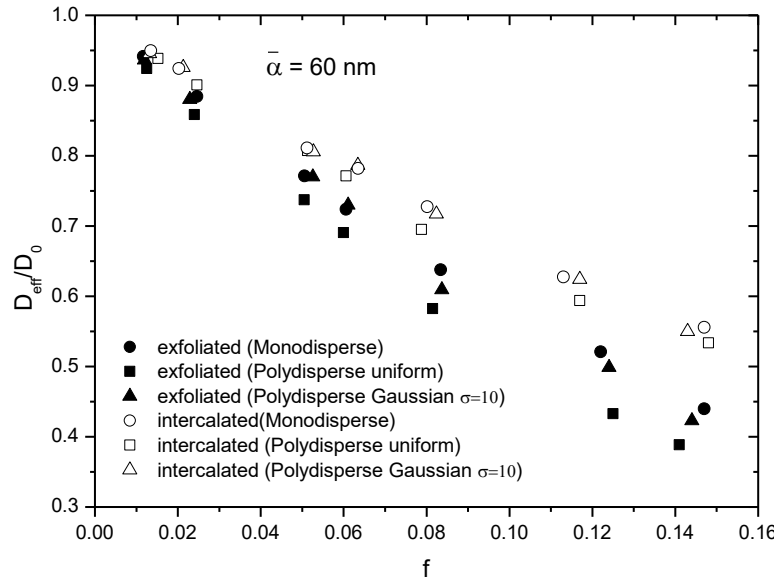 1.0
0.9
0.8
0.7
0.6
0.5
0.4
0.3
D_eff/D_0
ᾱ = 60 nm
exfoliated (Monodisperse)
exfoliated (Polydisperse uniform)
exfoliated (Polydisperse Gaussian σ=10)
intercalated(Monodisperse)
intercalated (Polydisperse uniform)
intercalated (Polydisperse Gaussian σ=10)
0.00 0.02 0.04 0.06 0.08 0.10 0.12 0.14 0.16
f